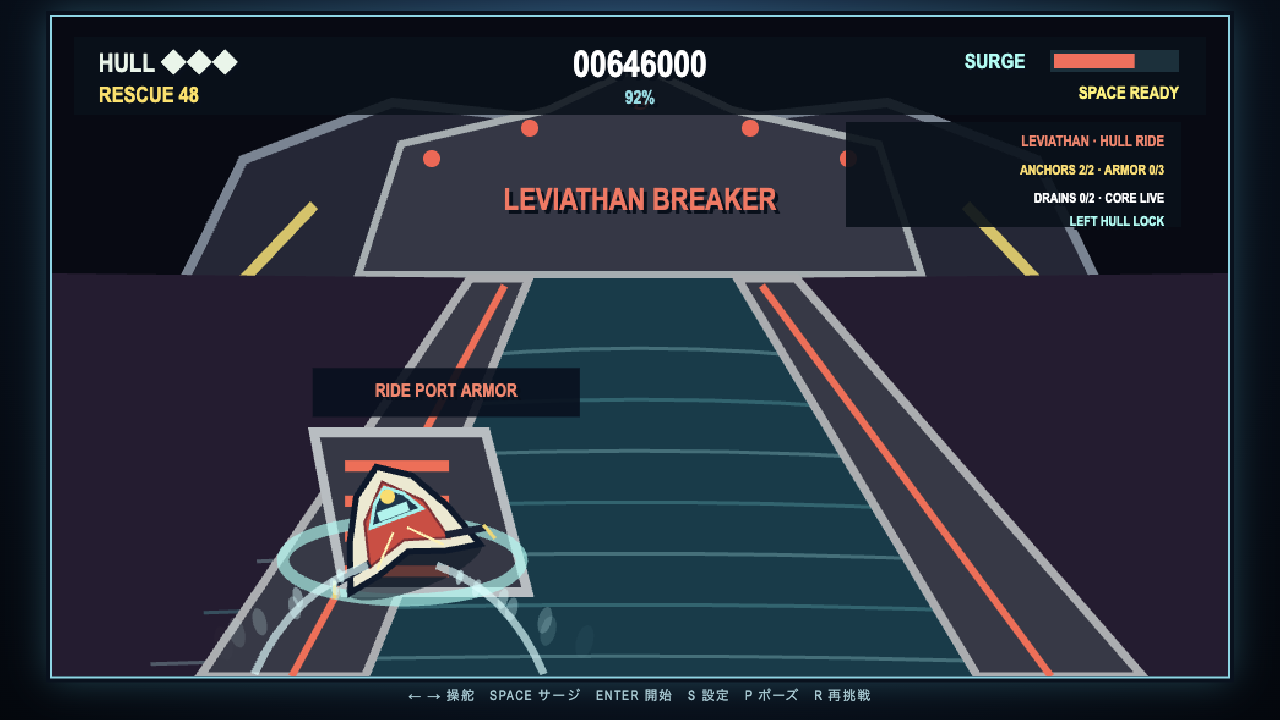 HULL
RESCUE 48
00646000
92%
SURGE
SPACE READY
LEVIATHAN · HULL RIDE
ANCHORS 2/2 · ARMOR 0/3
DRAINS 0/2 · CORE LIVE
LEFT HULL LOCK
LEVIATHAN BREAKER
RIDE PORT ARMOR
← → 操舵 SPACE サージ ENTER 開始 S 設定 P ポーズ R 再挑戦